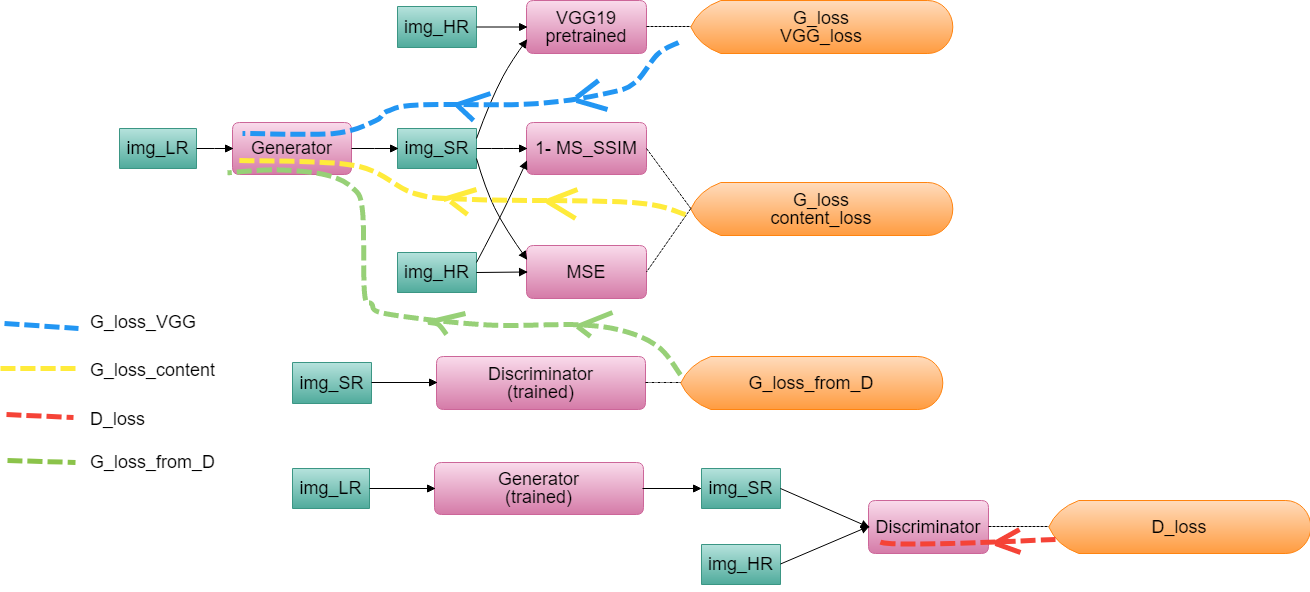 img_HR
VGG19
pretrained
G_loss
VGG_loss
img_LR
Generator
img_SR
1- MS_SSIM
G_loss
content_loss
img_HR
MSE
G_loss_VGG
G_loss_content
D_loss
G_loss_from_D
img_SR
Discriminator
(trained)
G_loss_from_D
img_LR
Generator
(trained)
img_SR
img_HR
Discriminator
D_loss